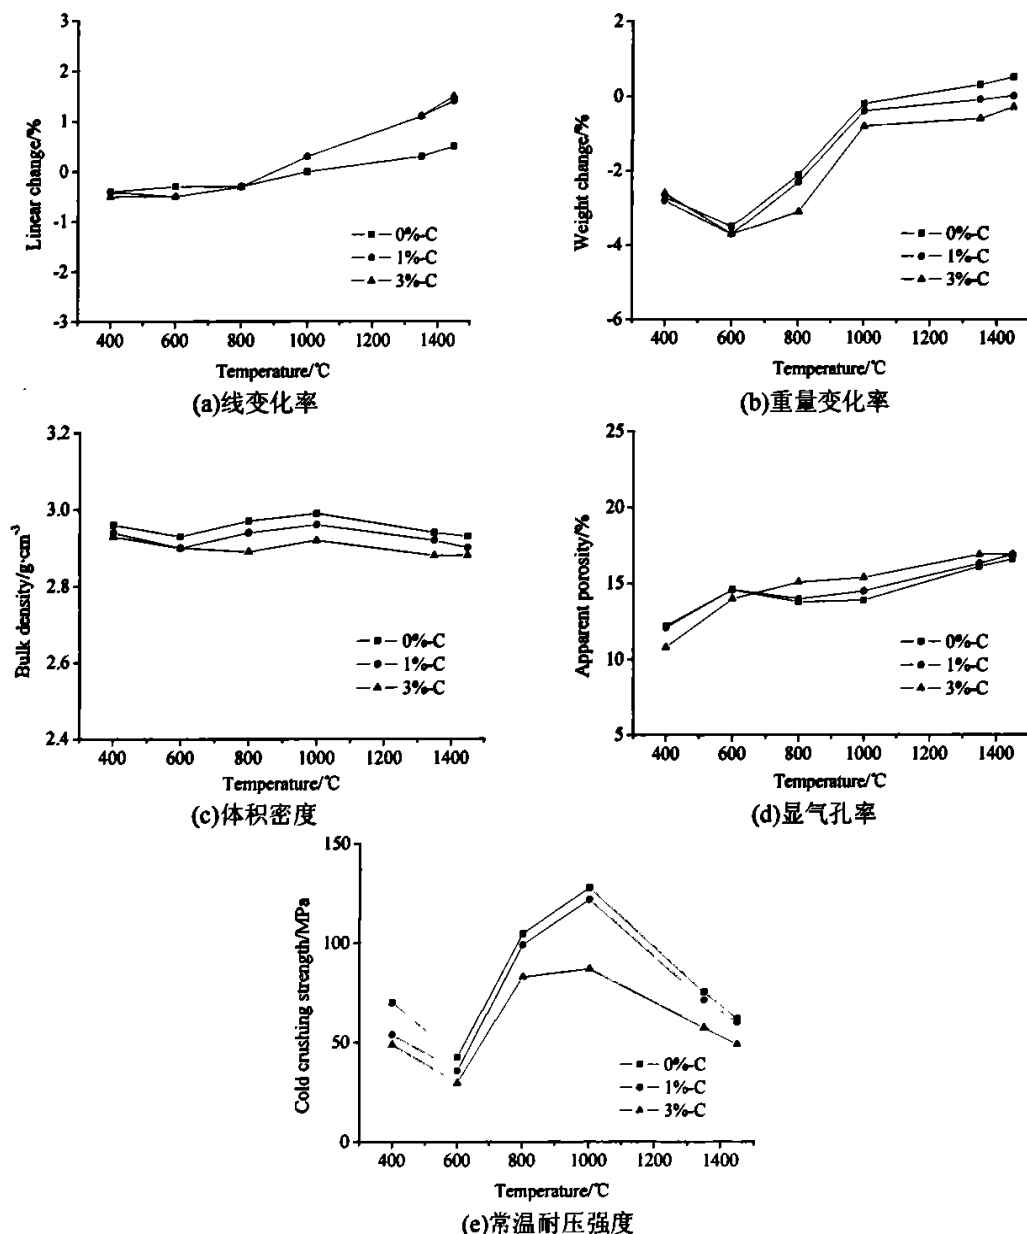 3
2
1
0
-1
-2
-3
Linear change/%
0%-C
1%-C
3%-C
400 600 800 1000 1200 1400
Temperature/℃
(a)线变化率
2
0
-2
-4
-6
Weight change/%
0%-C
1%-C
3%-C
400 600 800 1000 1200 1400
Temperature/℃
(b)重量变化率
3.2
3.0
2.8
2.6
2.4
Bulk density/g·cm⁻³
0%-C
1%-C
3%-C
400 600 800 1000 1200 1400
Temperature/℃
(c)体积密度
25
20
15
10
5
Apparent porosity/%
0%-C
1%-C
3%-C
400 600 800 1000 1200 1400
Temperature/℃
(d)显气孔率
150
100
50
0
Cold crushing strength/MPa
0%-C
1%-C
3%-C
400 600 800 1000 1200 1400
Temperature/℃
(e)常温耐压强度